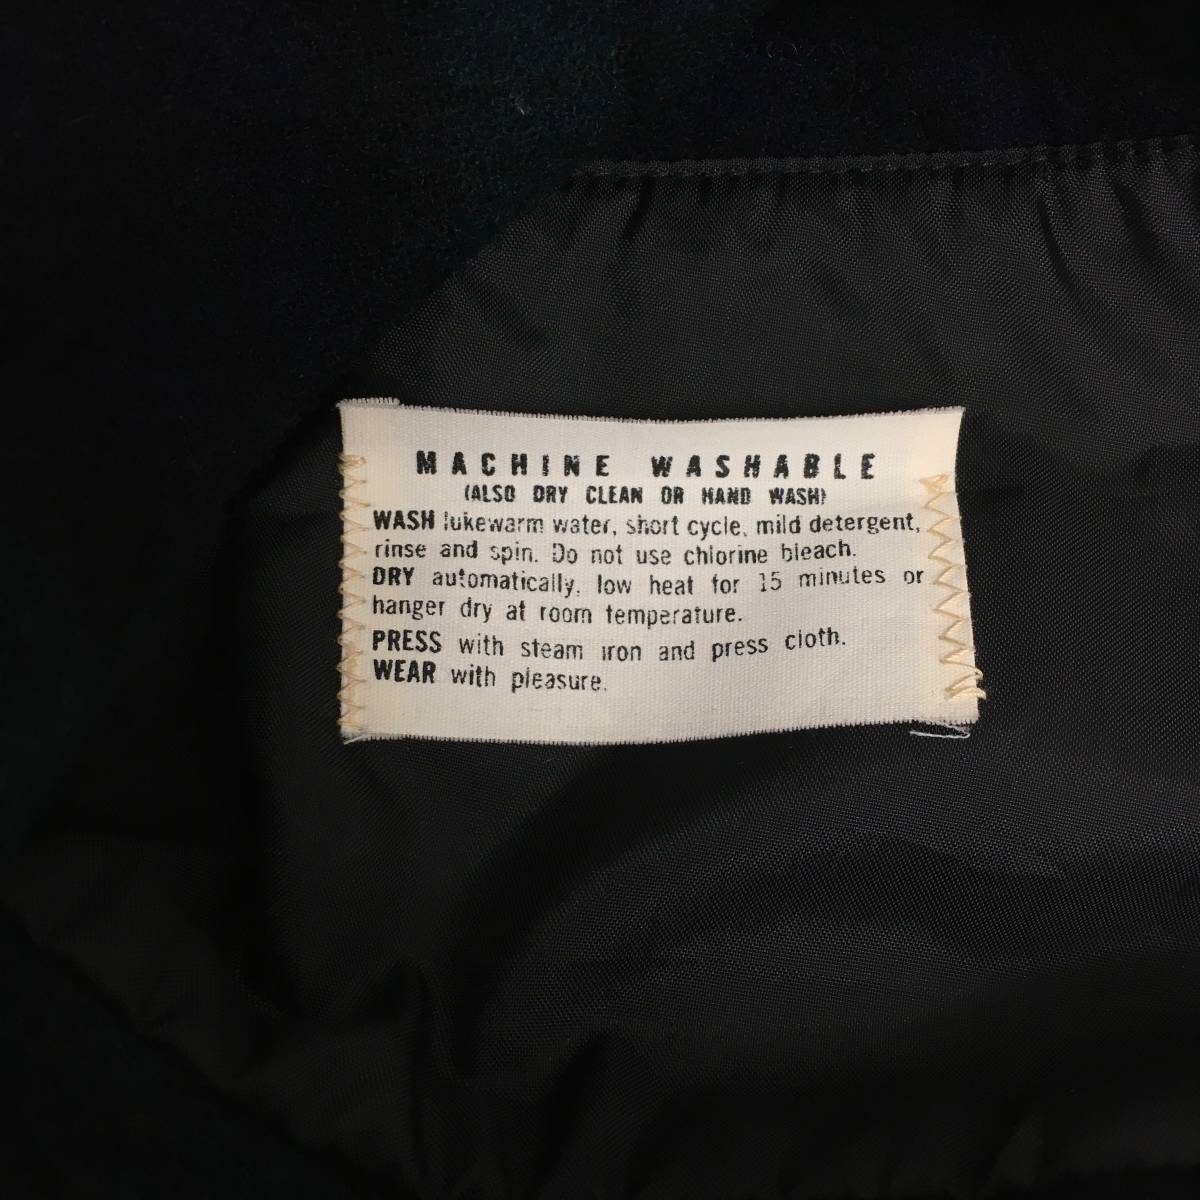 MACHINE WASHABLE
(ALSO DRY CLEAN OR HAND WASH)
WASH lukewarm water, short cycle, mild detergent,
rinse and spin. Do not use chlorine bleach.
DRY automatically, low heat for 15 minutes or
hanger dry at room temperature.
PRESS with steam iron and press cloth.
WEAR with pleasure.